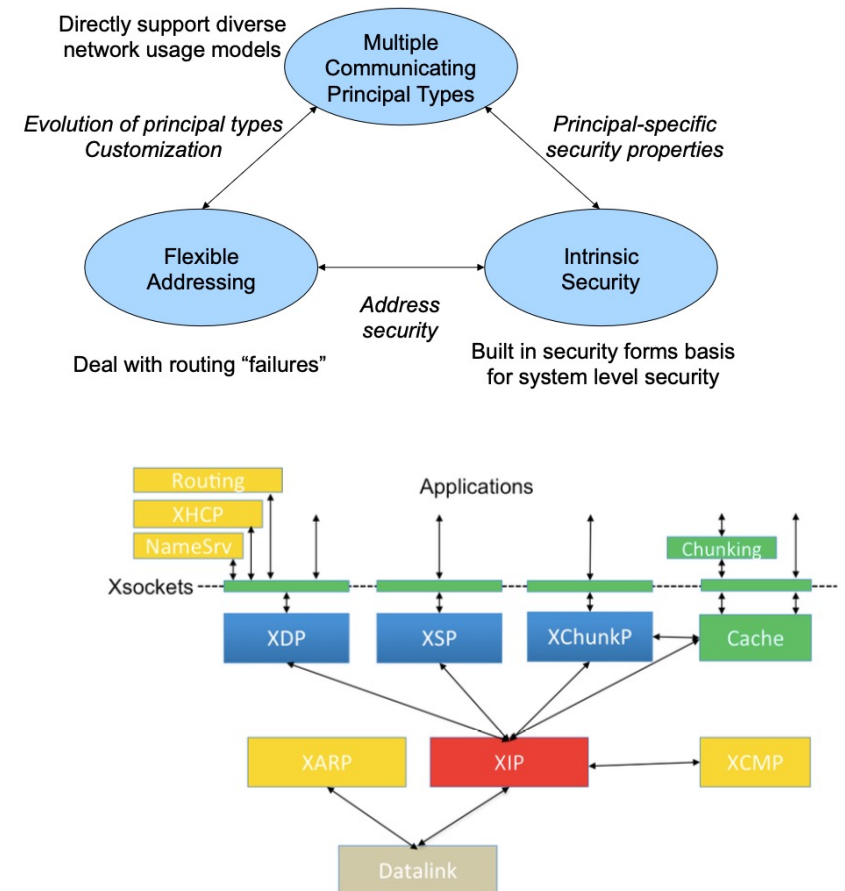 Directly support diverse
network usage models
Multiple
Communicating
Principal Types
Evolution of principal types
Customization
Principal-specific
security properties
Flexible
Addressing
Intrinsic
Security
Address
security
Deal with routing “failures”
Built in security forms basis
for system level security
Routing
Applications
XHCP
NameSrv
Chunking
Xsockets
XDP
XSP
XChunkP
Cache
XARP
XIP
XCMP
Datalink